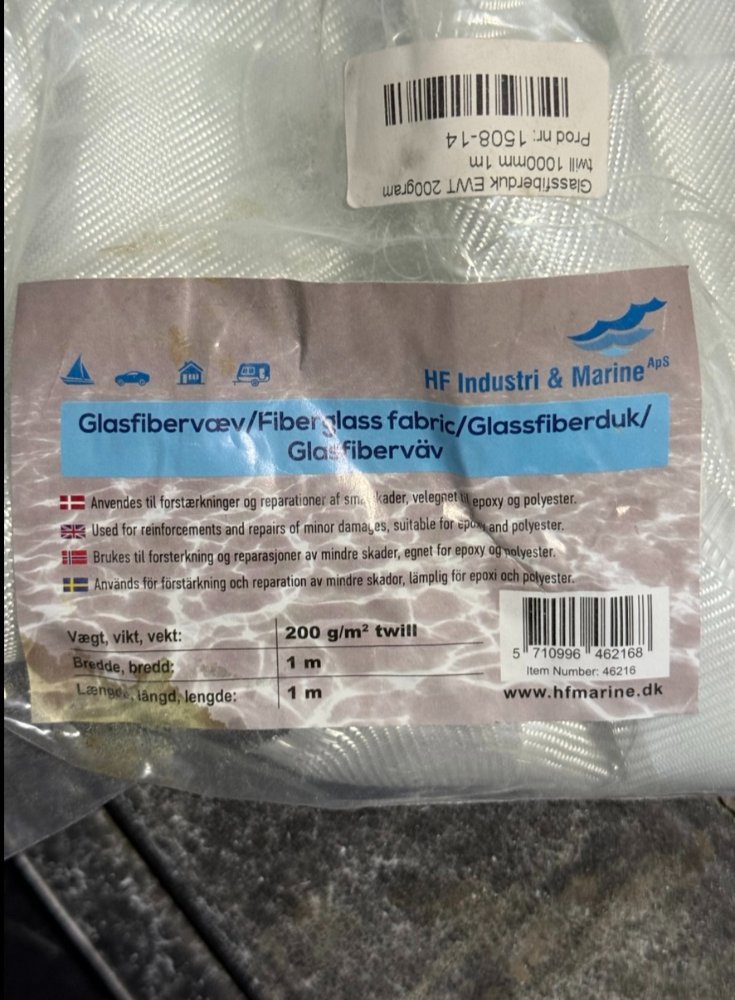 Glassfiberduk EWT 200gram
twill 1000mm 1m
Prod nr: 1508-14
HF Industri & Marine ApS
Glasfibervæv/Fiberglass fabric/Glassfiberduk/
Glasfiberväv
Anvendes til forstærkninger og reparationer af små skader, velegnet til epoxy og polyester.
Used for reinforcements and repairs of minor damages, suitable for epoxy and polyester.
Brukes til forsterkning og reparasjoner av mindre skader, egnet for epoxy og polyester.
Används för förstärkning och reparation av mindre skador, lämplig för epoxi och polyester.
Vægt, vikt, vekt: 200 g/m² twill
Bredde, bredd: 1 m
Længde, längd, lengde: 1 m
5 710996 462168
Item Number: 46216
www.hfmarine.dk